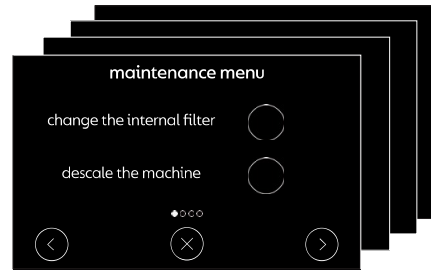 maintenance menu
change the internal filter
descale the machine